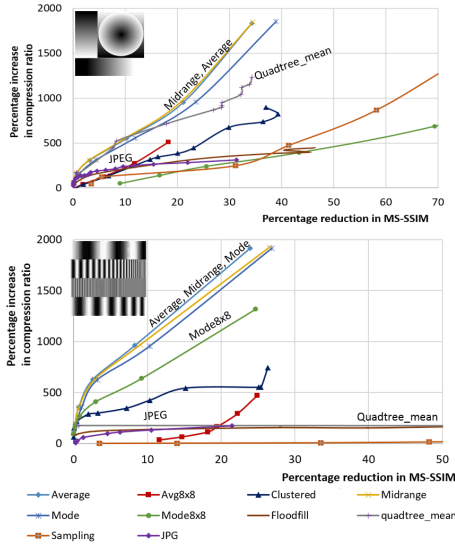 2000
1500
1000
500
0
Percentage increase
in compression ratio
Midrange, Average
Quadtree_mean
JPEG
0 10 20 30 40 50 60 70
Percentage reduction in MS-SSIM
2000
1500
1000
500
0
Percentage increase
in compression ratio
Average, Midrange, Mode
Mode8x8
JPEG
Quadtree_mean
0 10 20 30 40 50
Percentage reduction in MS-SSIM
Average Avg8x8 Clustered Midrange
Mode Mode8x8 Floodfill quadtree_mean
Sampling JPG